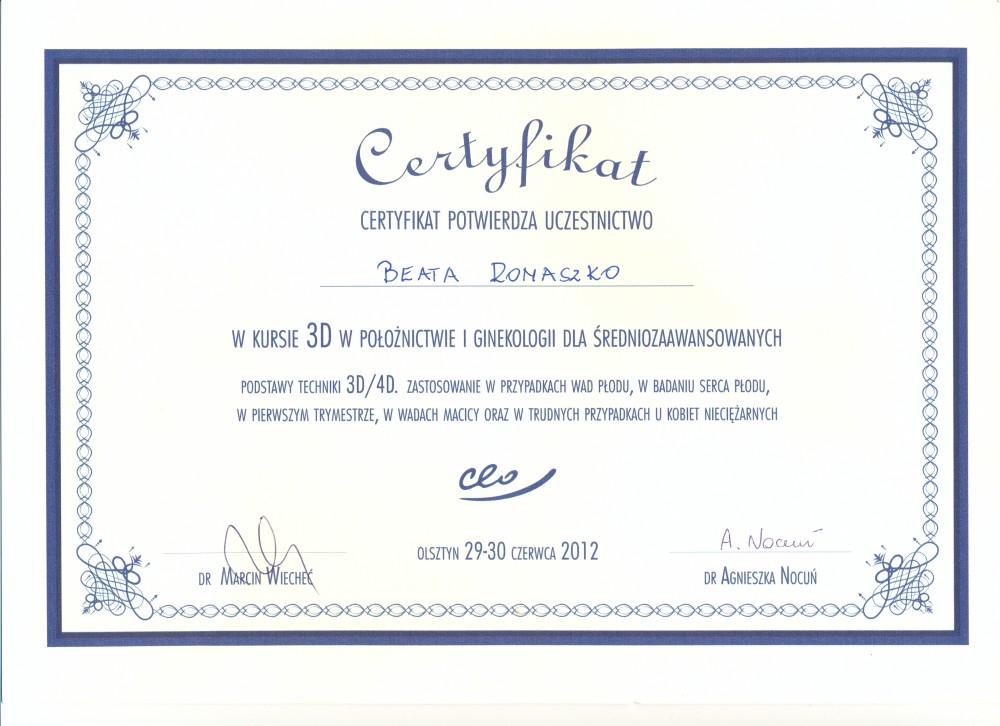 Certyfikat
CERTYFIKAT POTWIERDZA UCZESTNICTWO
BEATA ROMASZKO
W KURSIE 3D W POŁOŻNICTWIE I GINEKOLOGII DLA ŚREDNIOZAAWANSOWANYCH
PODSTAWY TECHNIKI 3D/4D. ZASTOSOWANIE W PRZYPADKACH WAD PŁODU, W BADANIU SERCA PŁODU,
W PIERWSZYM TRYMESTRZE, W WADACH MACICY ORAZ W TRUDNYCH PRZYPADKACH U KOBIET NIECIĘŻARNYCH
ceo
A. Nocuń
OLSZTYN 29-30 CZERWCA 2012
DR MARCIN WIECHEĆ
DR AGNIESZKA NOCUŃ